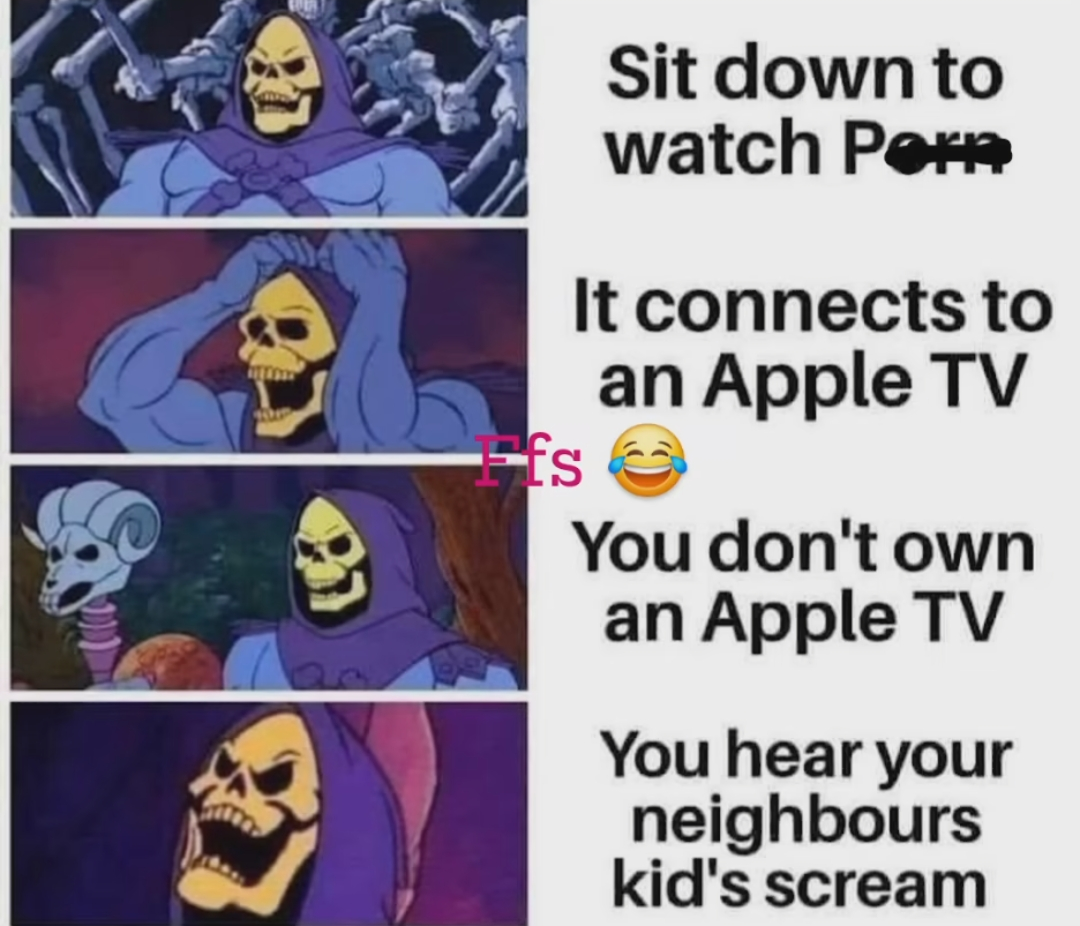 Sit down to
watch Porn
It connects to
an Apple TV
Ffs 😂
You don't own
an Apple TV
You hear your
neighbours
kid's scream